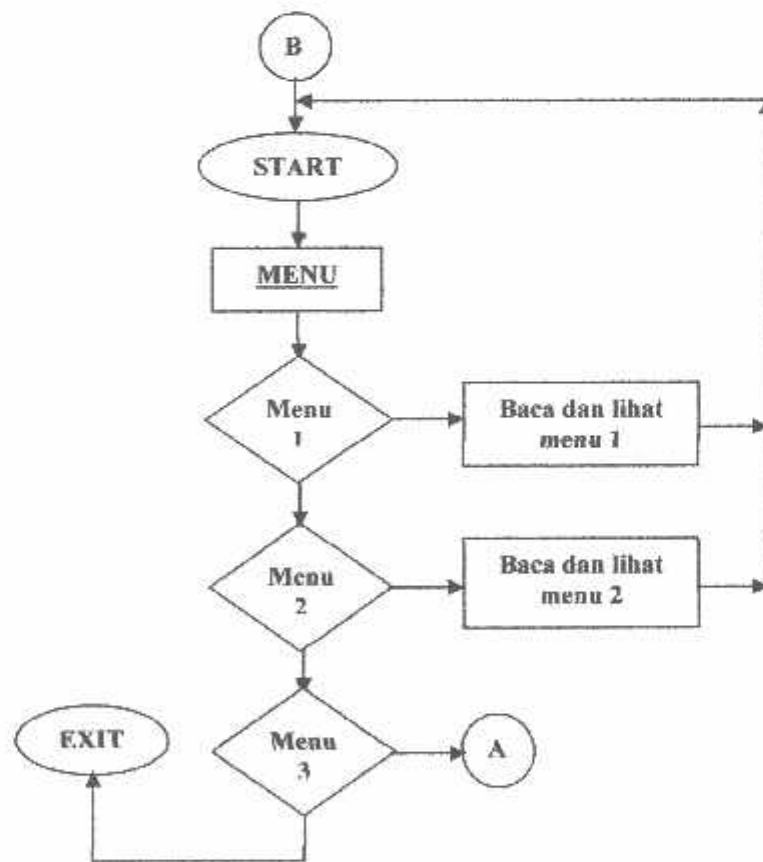 B
START
MENU
Menu
1
Baca dan lihat
menu 1
Menu
2
Baca dan lihat
menu 2
EXIT
Menu
3
A